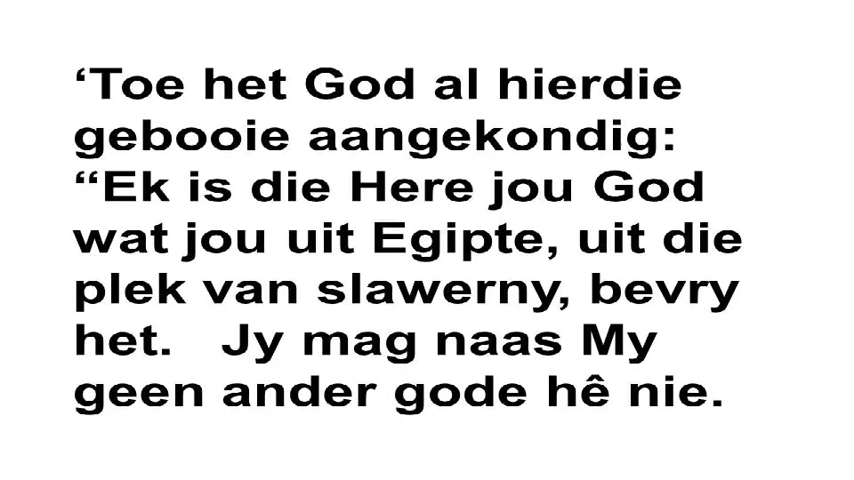 ‘Toe het God al hierdie
gebooie aangekondig:
“Ek is die Here jou God
wat jou uit Egipte, uit die
plek van slawerny, bevry
het.   Jy mag naas My
geen ander gode hê nie.